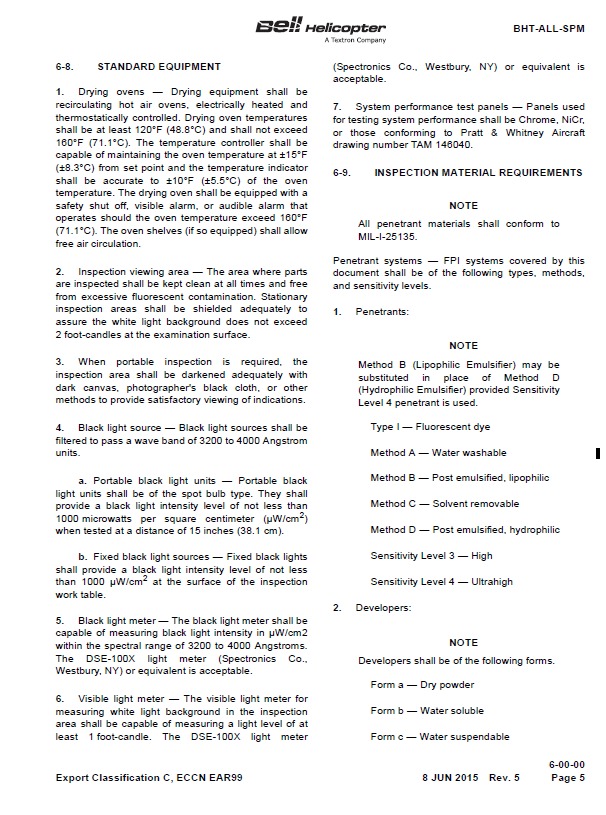 Bell Helicopter
A Textron Company
BHT-ALL-SPM
6-8. STANDARD EQUIPMENT
1. Drying ovens — Drying equipment shall be
recirculating hot air ovens, electrically heated and
thermostatically controlled. Drying oven temperatures
shall be at least 120°F (48.8°C) and shall not exceed
160°F (71.1°C). The temperature controller shall be
capable of maintaining the oven temperature at ±15°F
(±8.3°C) from set point and the temperature indicator
shall be accurate to ±10°F (±5.5°C) of the oven
temperature. The drying oven shall be equipped with a
safety shut off, visible alarm, or audible alarm that
operates should the oven temperature exceed 160°F
(71.1°C). The oven shelves (if so equipped) shall allow
free air circulation.
2. Inspection viewing area — The area where parts
are inspected shall be kept clean at all times and free
from excessive fluorescent contamination. Stationary
inspection areas shall be shielded adequately to
assure the white light background does not exceed
2 foot-candles at the examination surface.
3. When portable inspection is required, the
inspection area shall be darkened adequately with
dark canvas, photographer's black cloth, or other
methods to provide satisfactory viewing of indications.
4. Black light source — Black light sources shall be
filtered to pass a wave band of 3200 to 4000 Angstrom
units.
a. Portable black light units — Portable black
light units shall be of the spot bulb type. They shall
provide a black light intensity level of not less than
1000 microwatts per square centimeter (µW/cm²)
when tested at a distance of 15 inches (38.1 cm).
b. Fixed black light sources — Fixed black lights
shall provide a black light intensity level of not less
than 1000 µW/cm² at the surface of the inspection
work table.
5. Black light meter — The black light meter shall be
capable of measuring black light intensity in µW/cm2
within the spectral range of 3200 to 4000 Angstroms.
The DSE-100X light meter (Spectronics Co.,
Westbury, NY) or equivalent is acceptable.
6. Visible light meter — The visible light meter for
measuring white light background in the inspection
area shall be capable of measuring a light level of at
least 1 foot-candle. The DSE-100X light meter
(Spectronics Co., Westbury, NY) or equivalent is
acceptable.
7. System performance test panels — Panels used
for testing system performance shall be Chrome, NiCr,
or those conforming to Pratt & Whitney Aircraft
drawing number TAM 146040.
6-9. INSPECTION MATERIAL REQUIREMENTS
NOTE
All penetrant materials shall conform to
MIL-I-25135.
Penetrant systems — FPI systems covered by this
document shall be of the following types, methods,
and sensitivity levels.
1. Penetrants:
NOTE
Method B (Lipophilic Emulsifier) may be
substituted in place of Method D
(Hydrophilic Emulsifier) provided Sensitivity
Level 4 penetrant is used.
Type I — Fluorescent dye
Method A — Water washable
Method B — Post emulsified, lipophilic
Method C — Solvent removable
Method D — Post emulsified, hydrophilic
Sensitivity Level 3 — High
Sensitivity Level 4 — Ultrahigh
2. Developers:
NOTE
Developers shall be of the following forms.
Form a — Dry powder
Form b — Water soluble
Form c — Water suspendable
6-00-00
Export Classification C, ECCN EAR99
8 JUN 2015 Rev. 5 Page 5